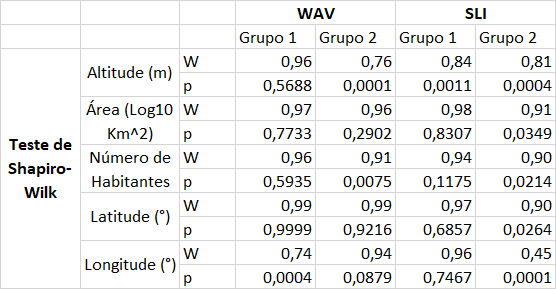 WAV SLI
Grupo 1 Grupo 2 Grupo 1 Grupo 2
Teste de Shapiro-Wilk
Altitude (m) W 0,96 0,76 0,84 0,81
p 0,5688 0,0001 0,0011 0,0004
Área (Log10 Km^2) W 0,97 0,96 0,98 0,91
p 0,7733 0,2902 0,8307 0,0349
Número de Habitantes W 0,96 0,91 0,94 0,90
p 0,5935 0,0075 0,1175 0,0214
Latitude (°) W 0,99 0,99 0,97 0,90
p 0,9999 0,9216 0,6857 0,0264
Longitude (°) W 0,74 0,94 0,96 0,45
p 0,0004 0,0879 0,7467 0,0001